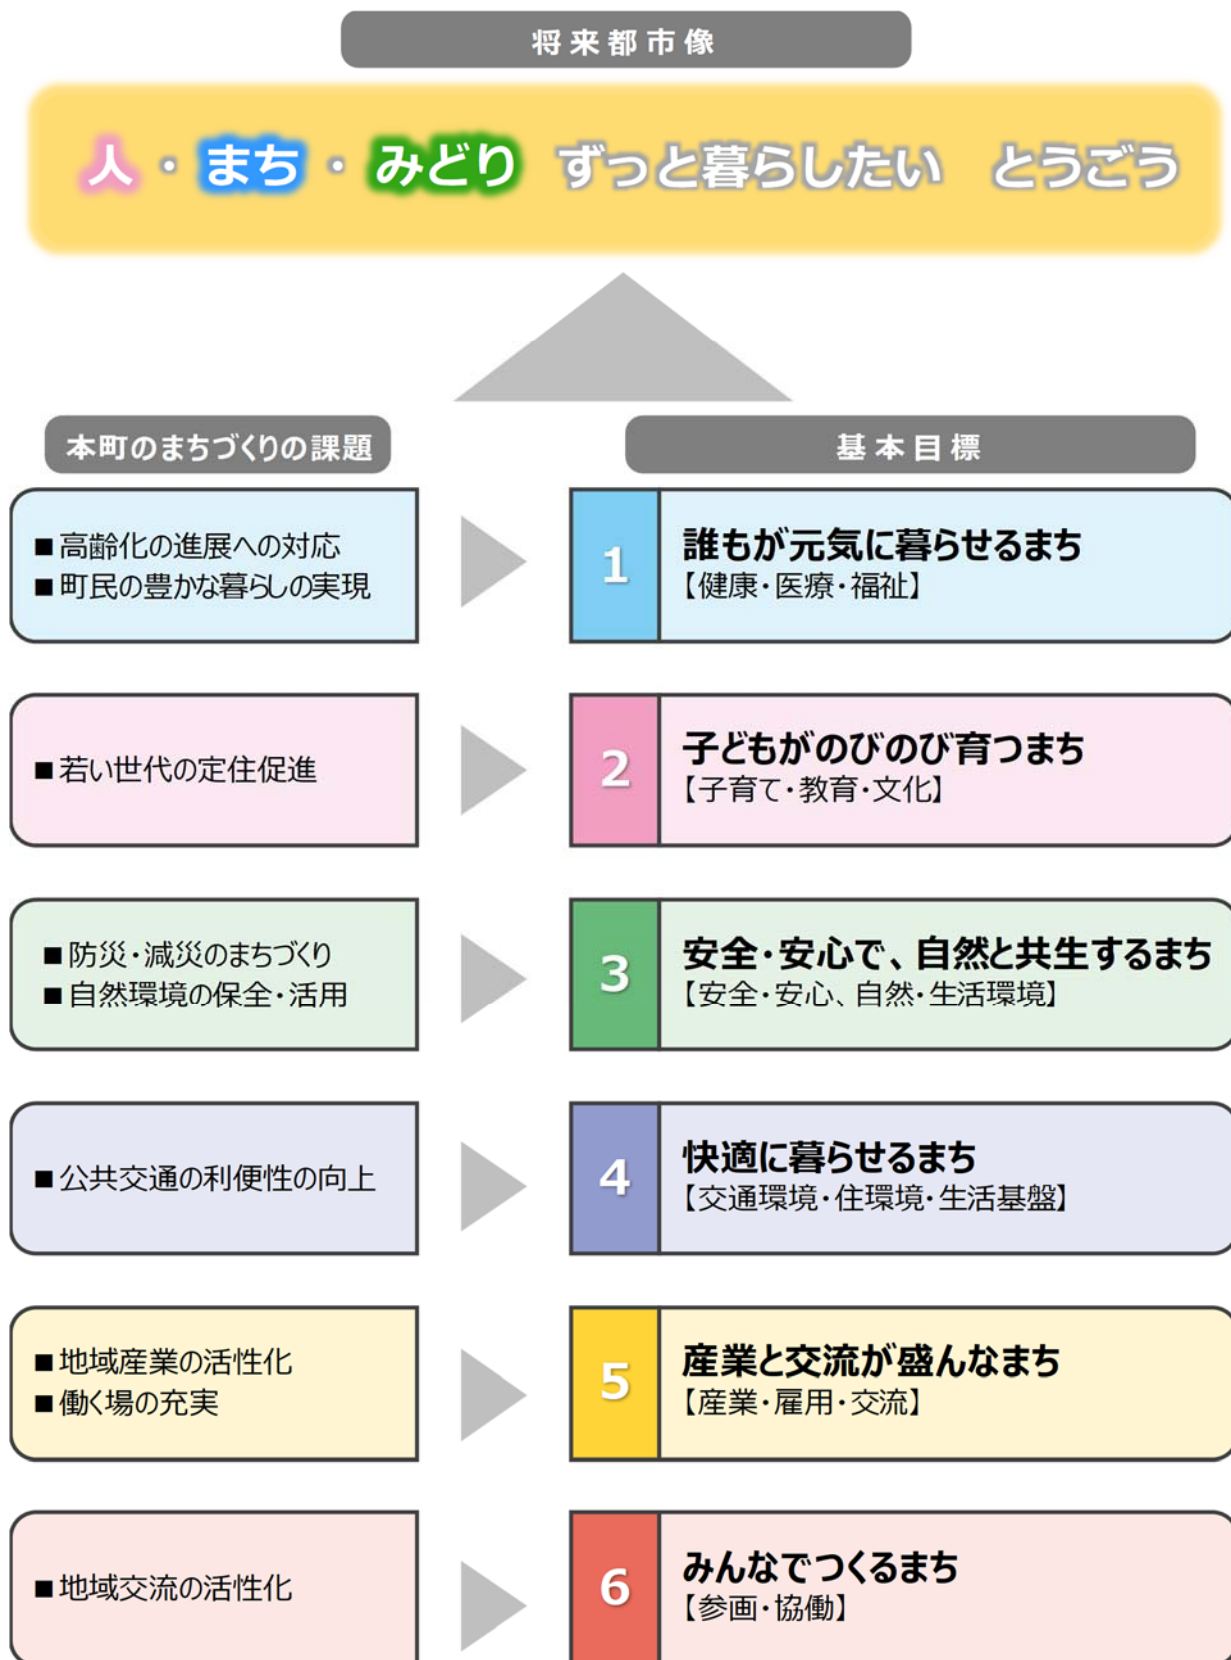 将来都市像
人・まち・みどり ずっと暮らしたい とうごう
本町のまちづくりの課題
基本目標
■高齢化の進展への対応
■町民の豊かな暮らしの実現
1
誰もが元気に暮らせるまち
【健康・医療・福祉】
■若い世代の定住促進
2
子どもがのびのび育つまち
【子育て・教育・文化】
■防災・減災のまちづくり
■自然環境の保全・活用
3
安全・安心で、自然と共生するまち
【安全・安心、自然・生活環境】
■公共交通の利便性の向上
4
快適に暮らせるまち
【交通環境・住環境・生活基盤】
■地域産業の活性化
■働く場の充実
5
産業と交流が盛んなまち
【産業・雇用・交流】
■地域交流の活性化
6
みんなでつくるまち
【参画・協働】